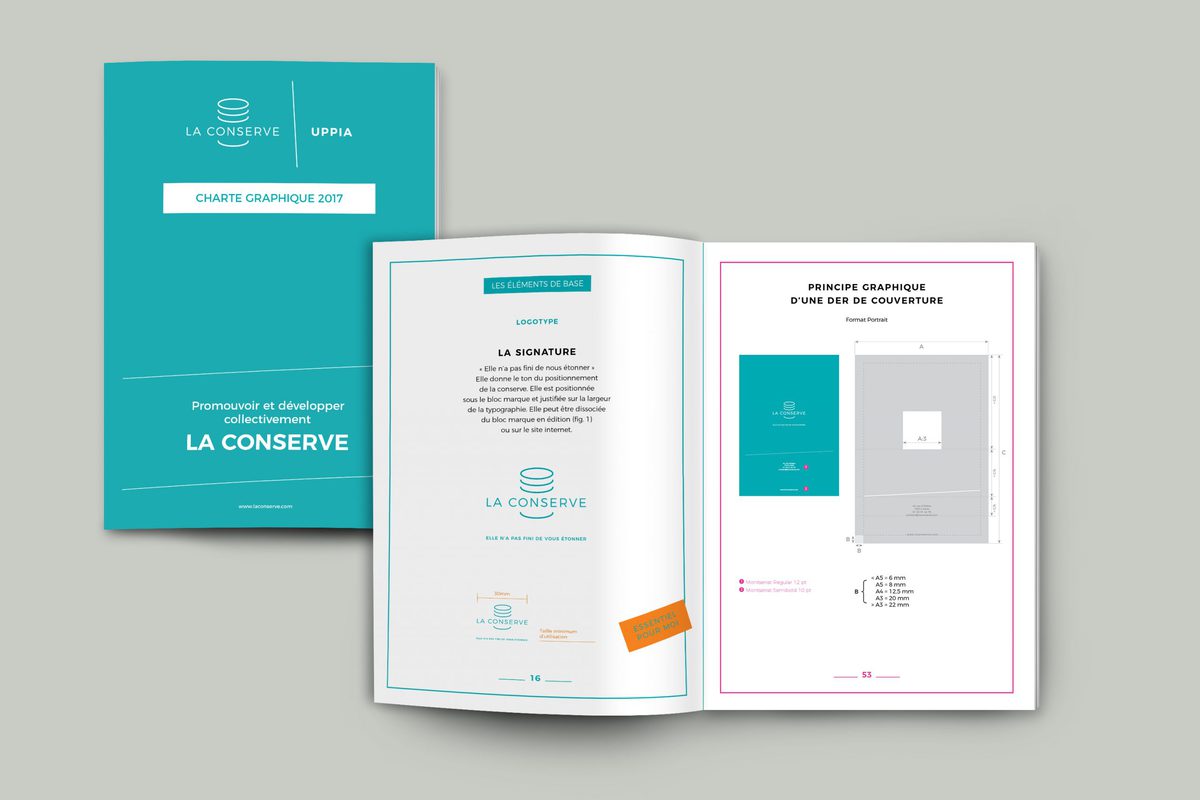 LA CONSERVE
UPPIA
CHARTE GRAPHIQUE 2017
Promouvoir et développer
collectivement
LA CONSERVE
www.laconserve.com
LES ÉLÉMENTS DE BASE
LOGOTYPE
LA SIGNATURE
« Elle n'a pas fini de nous étonner »
Elle donne le ton du positionnement
de la conserve. Elle est positionnée
sous le bloc marque et justifiée sur la largeur
de la typographie. Elle peut être dissociée
du bloc marque en édition (fig. 1)
ou sur le site internet.
LA CONSERVE
ELLE N'A PAS FINI DE VOUS ÉTONNER
30mm
LA CONSERVE
Taille minimum
d'utilisation
ESSENTIEL
POUR MOI
16
PRINCIPE GRAPHIQUE
D'UNE DER DE COUVERTURE
Format Portrait
LA CONSERVE
A
A:3
C
B
B
1 Montserrat Regular 12 pt
2 Montserrat Semibold 10 pt
B
< A5 = 6 mm
A5 = 8 mm
A4 = 12,5 mm
A3 = 20 mm
> A3 = 22 mm
53